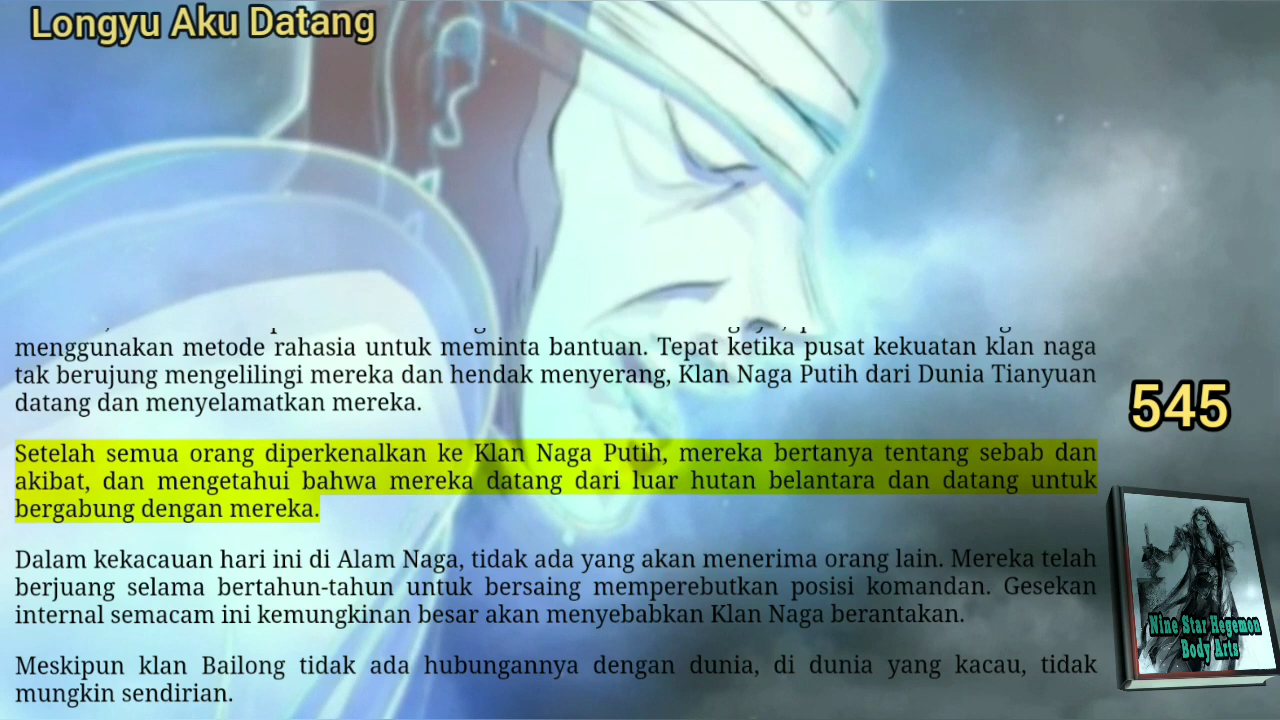 Longyu Aku Datang
menggunakan metode rahasia untuk meminta bantuan. Tepat ketika pusat kekuatan klan naga
tak berujung mengelilingi mereka dan hendak menyerang, Klan Naga Putih dari Dunia Tianyuan
datang dan menyelamatkan mereka.
545
Setelah semua orang diperkenalkan ke Klan Naga Putih, mereka bertanya tentang sebab dan
akibat, dan mengetahui bahwa mereka datang dari luar hutan belantara dan datang untuk
bergabung dengan mereka.
Dalam kekacauan hari ini di Alam Naga, tidak ada yang akan menerima orang lain. Mereka telah
berjuang selama bertahun-tahun untuk bersaing memperebutkan posisi komandan. Gesekan
internal semacam ini kemungkinan besar akan menyebabkan Klan Naga berantakan.
Meskipun klan Bailong tidak ada hubungannya dengan dunia, di dunia yang kacau, tidak
mungkin sendirian.
Nine Star Hegemon
Body Arts